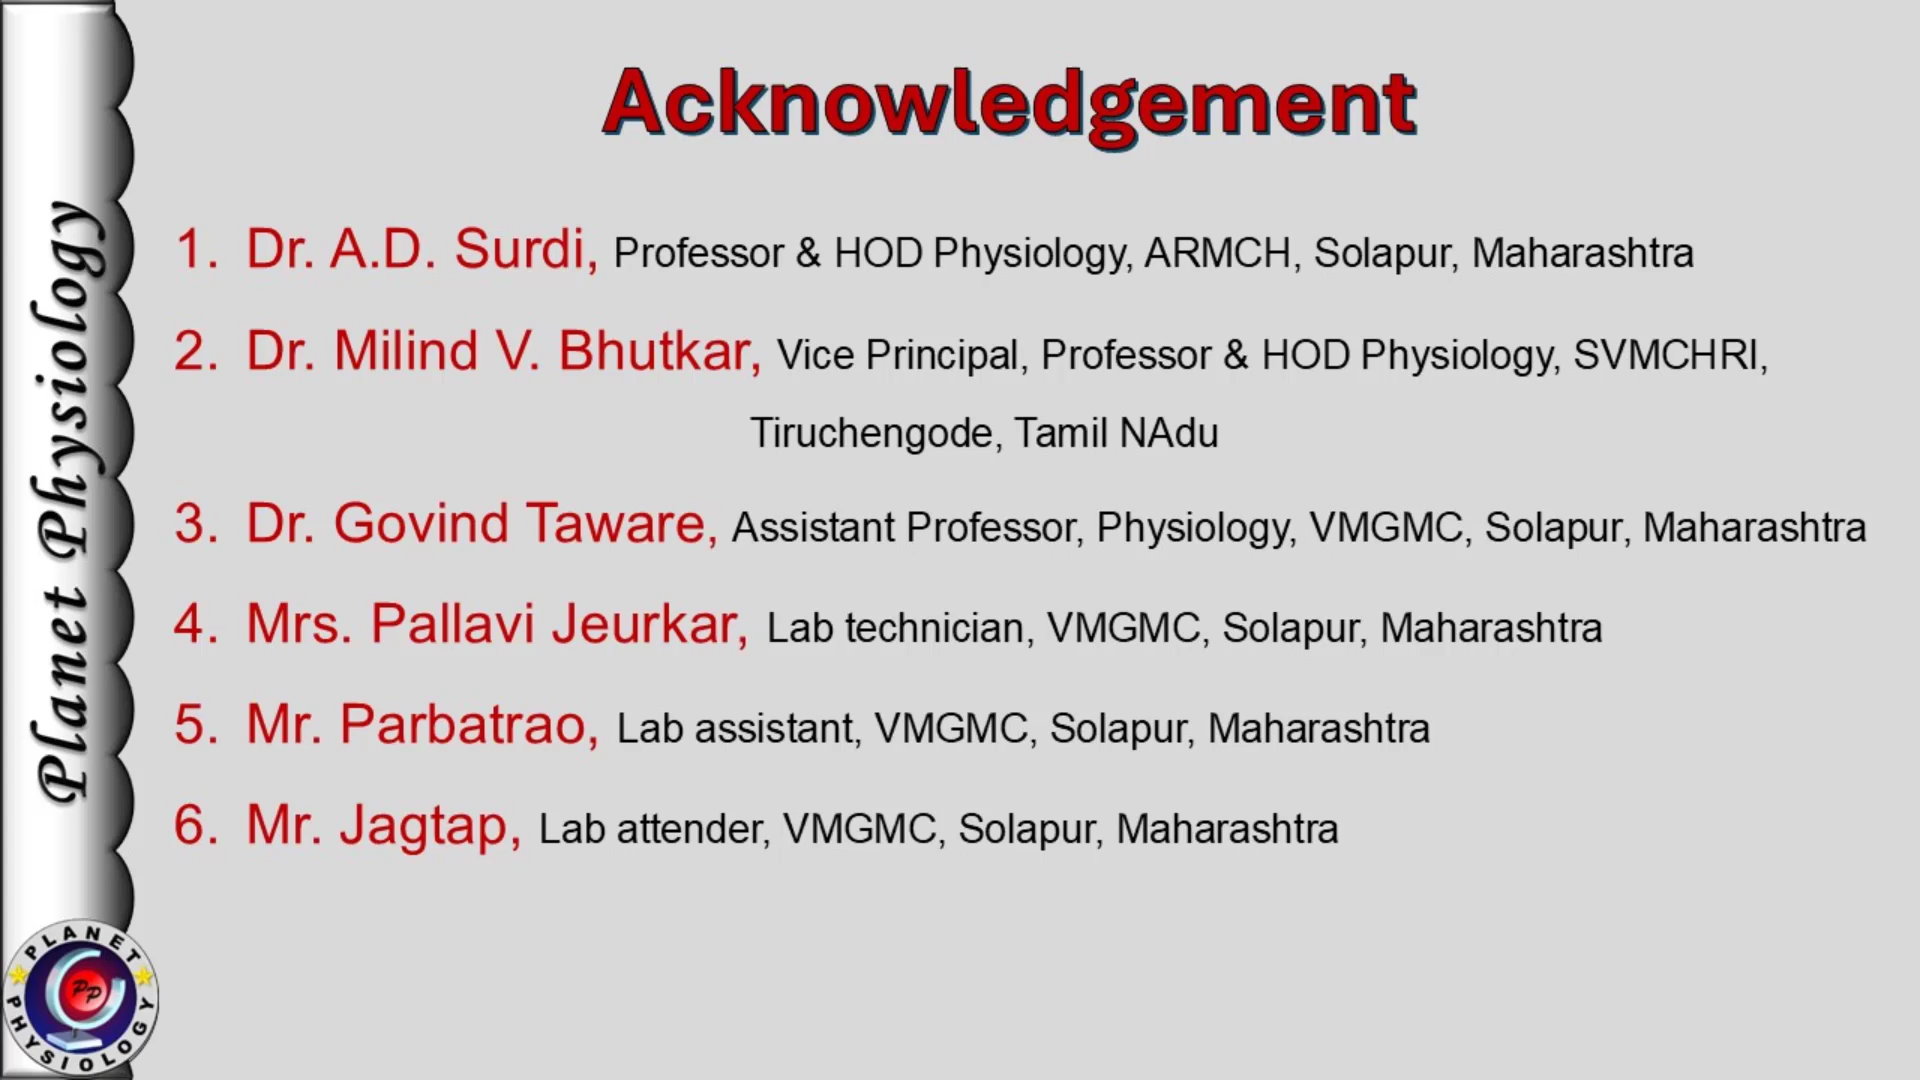 Acknowledgement
1. Dr. A.D. Surdi, Professor & HOD Physiology, ARMCH, Solapur, Maharashtra
2. Dr. Milind V. Bhutkar, Vice Principal, Professor & HOD Physiology, SVMCHRI,
Tiruchengode, Tamil NAdu
3. Dr. Govind Taware, Assistant Professor, Physiology, VMGMC, Solapur, Maharashtra
4. Mrs. Pallavi Jeurkar, Lab technician, VMGMC, Solapur, Maharashtra
5. Mr. Parbatrao, Lab assistant, VMGMC, Solapur, Maharashtra
6. Mr. Jagtap, Lab attender, VMGMC, Solapur, Maharashtra
Planet Physiology
PLANET
PP
PHYSIOLOGY